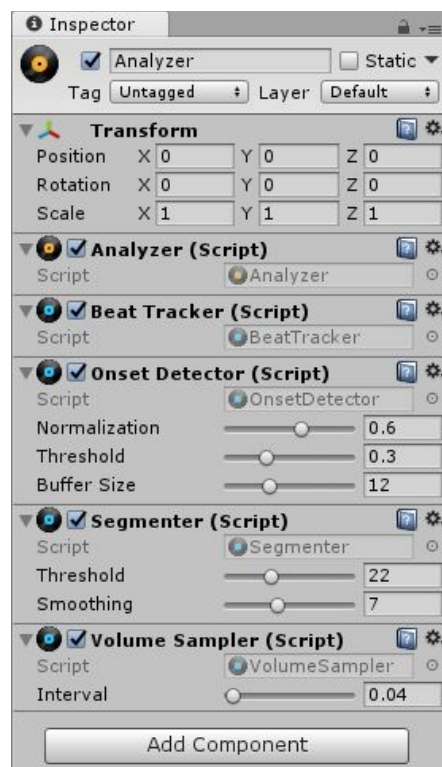 Inspector
Analyzer Static
Tag Untagged Layer Default
Transform
Position X 0 Y 0 Z 0
Rotation X 0 Y 0 Z 0
Scale X 1 Y 1 Z 1
Analyzer (Script)
Script Analyzer
Beat Tracker (Script)
Script BeatTracker
Onset Detector (Script)
Script OnsetDetector
Normalization 0.6
Threshold 0.3
Buffer Size 12
Segmenter (Script)
Script Segmenter
Threshold 22
Smoothing 7
Volume Sampler (Script)
Script VolumeSampler
Interval 0.04
Add Component